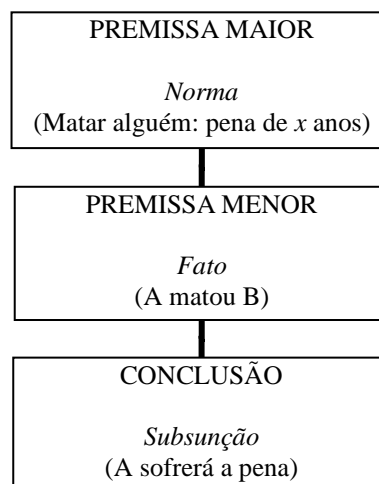 PREMISSA MAIOR
Norma
(Matar alguém: pena de x anos)
PREMISSA MENOR
Fato
(A matou B)
CONCLUSÃO
Subsunção
(A sofrerá a pena)